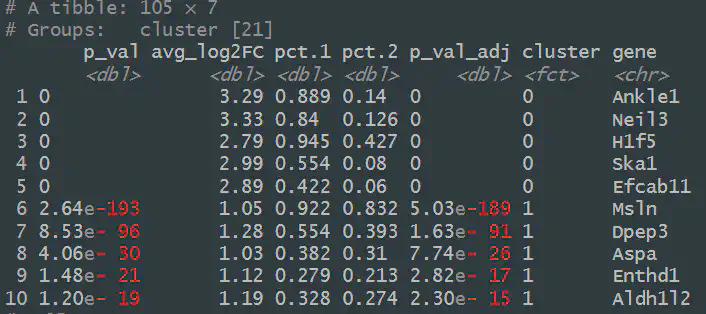 # A tibble: 105 × 7
# Groups: cluster [21]
p_val avg_log2FC pct.1 pct.2 p_val_adj cluster gene
<dbl> <dbl> <dbl> <dbl> <dbl> <fct> <chr>
1 0 3.29 0.889 0.14 0 0 Ankle1
2 0 3.33 0.84 0.126 0 0 Neil3
3 0 2.79 0.945 0.427 0 0 H1f5
4 0 2.99 0.554 0.08 0 0 Ska1
5 0 2.89 0.422 0.06 0 0 Efcab11
6 2.64e-193 1.05 0.922 0.832 5.03e-189 1 Msln
7 8.53e- 96 1.28 0.554 0.393 1.63e- 91 1 Dpep3
8 4.06e- 30 1.03 0.382 0.31 7.74e- 26 1 Aspa
9 1.48e- 21 1.12 0.279 0.213 2.82e- 17 1 Enthd1
10 1.20e- 19 1.19 0.328 0.274 2.30e- 15 1 Aldh1l2